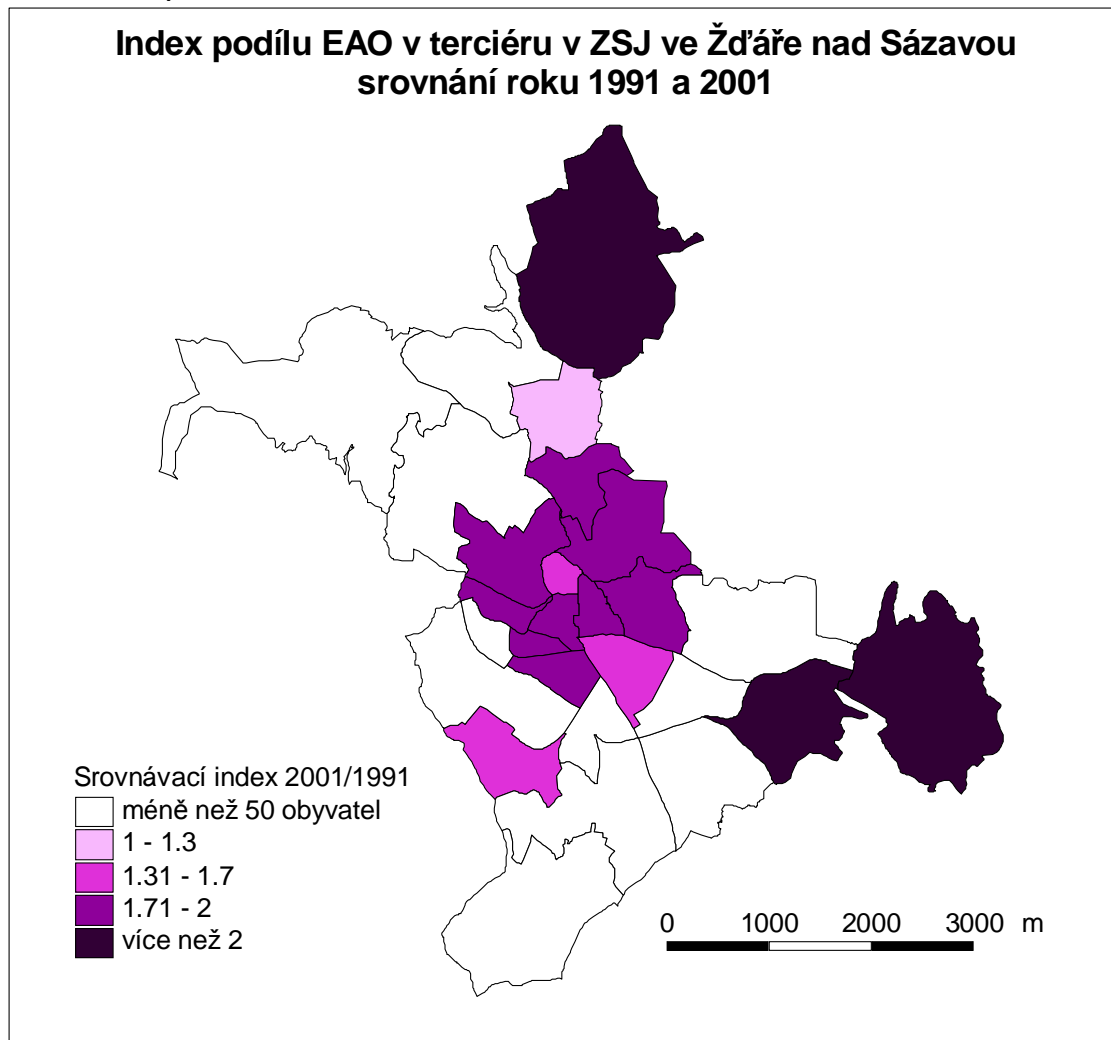 Index podílu EAO v terciéru v ZSJ ve Žďáře nad Sázavou
srovnání roku 1991 a 2001
Srovnávací index 2001/1991
méně než 50 obyvatel
1 - 1.3
1.31 - 1.7
1.71 - 2
více než 2
0 1000 2000 3000 m